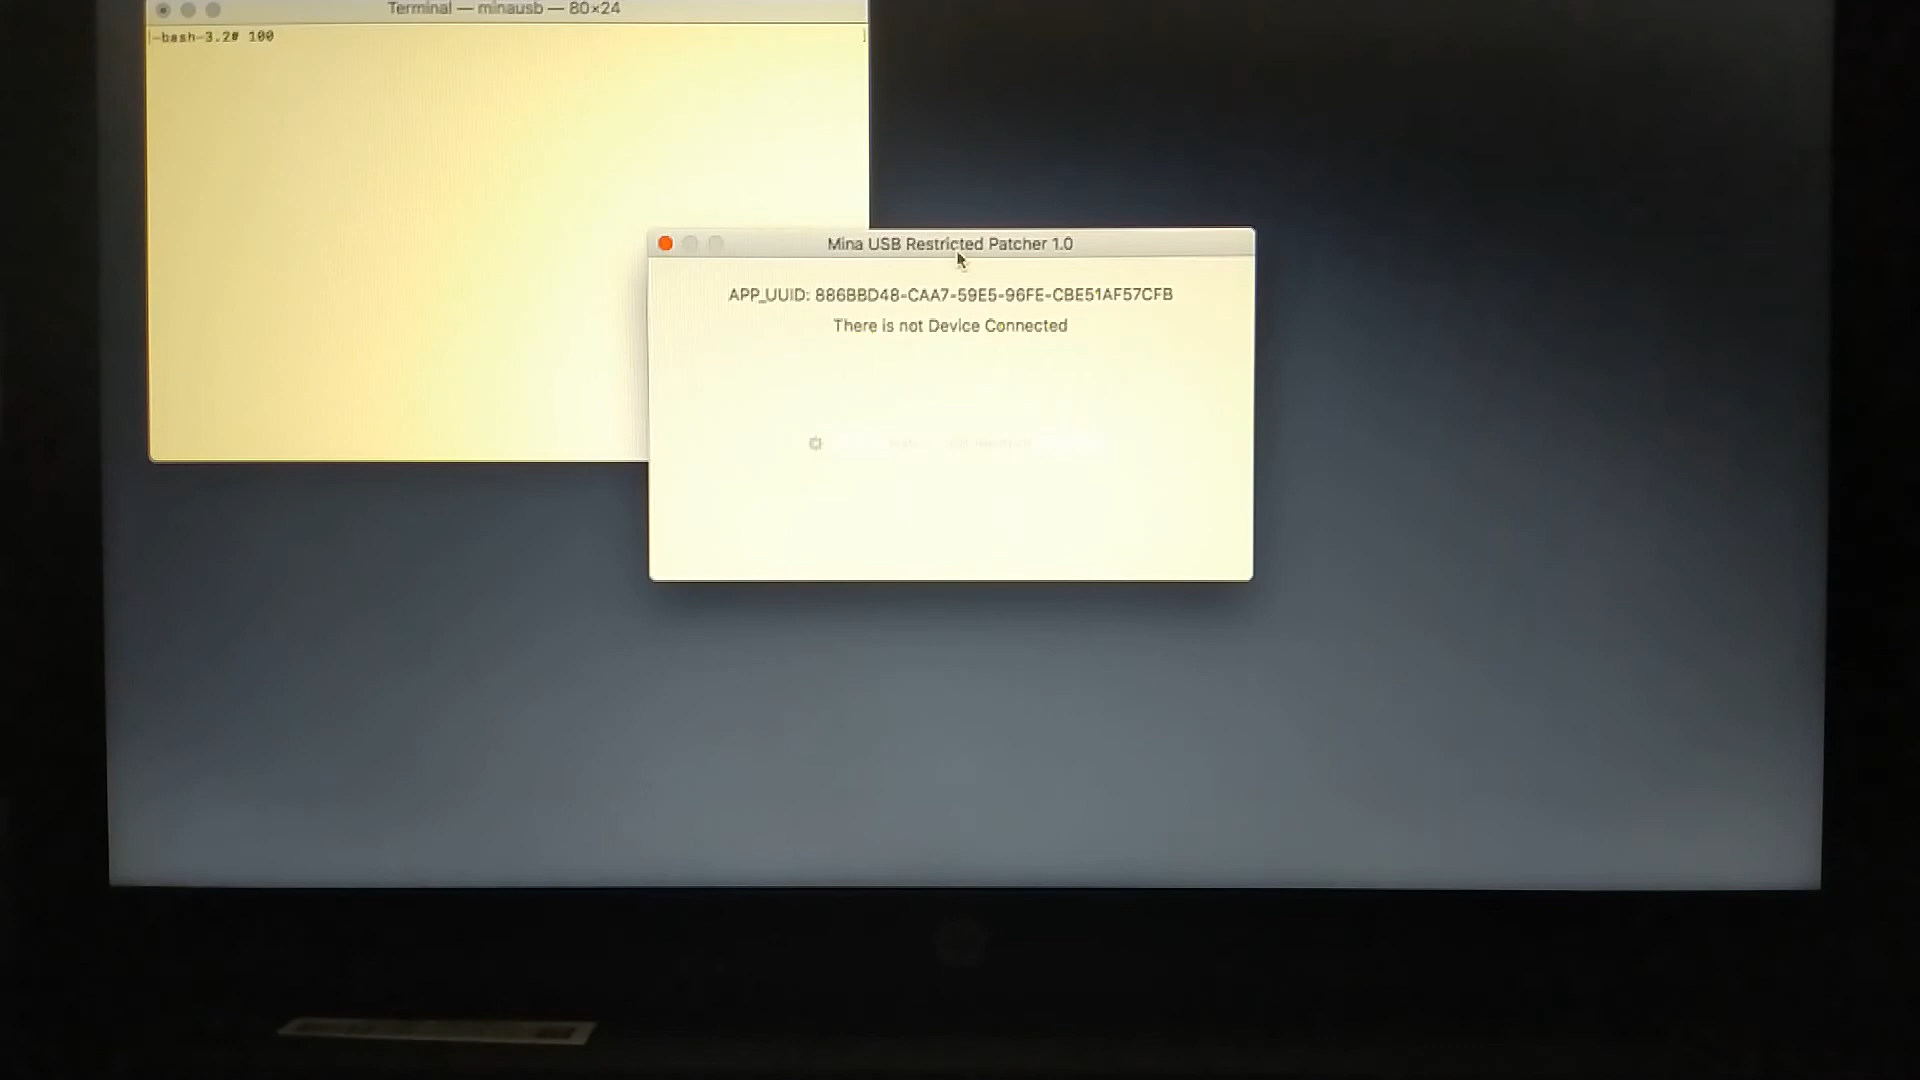 Terminal — minausb — 80×24
-bash-3.2# 100
Mina USB Restricted Patcher 1.0
APP_UUID: 886BBD48-CAA7-59E5-96FE-CBE51AF57CFB
There is not Device Connected